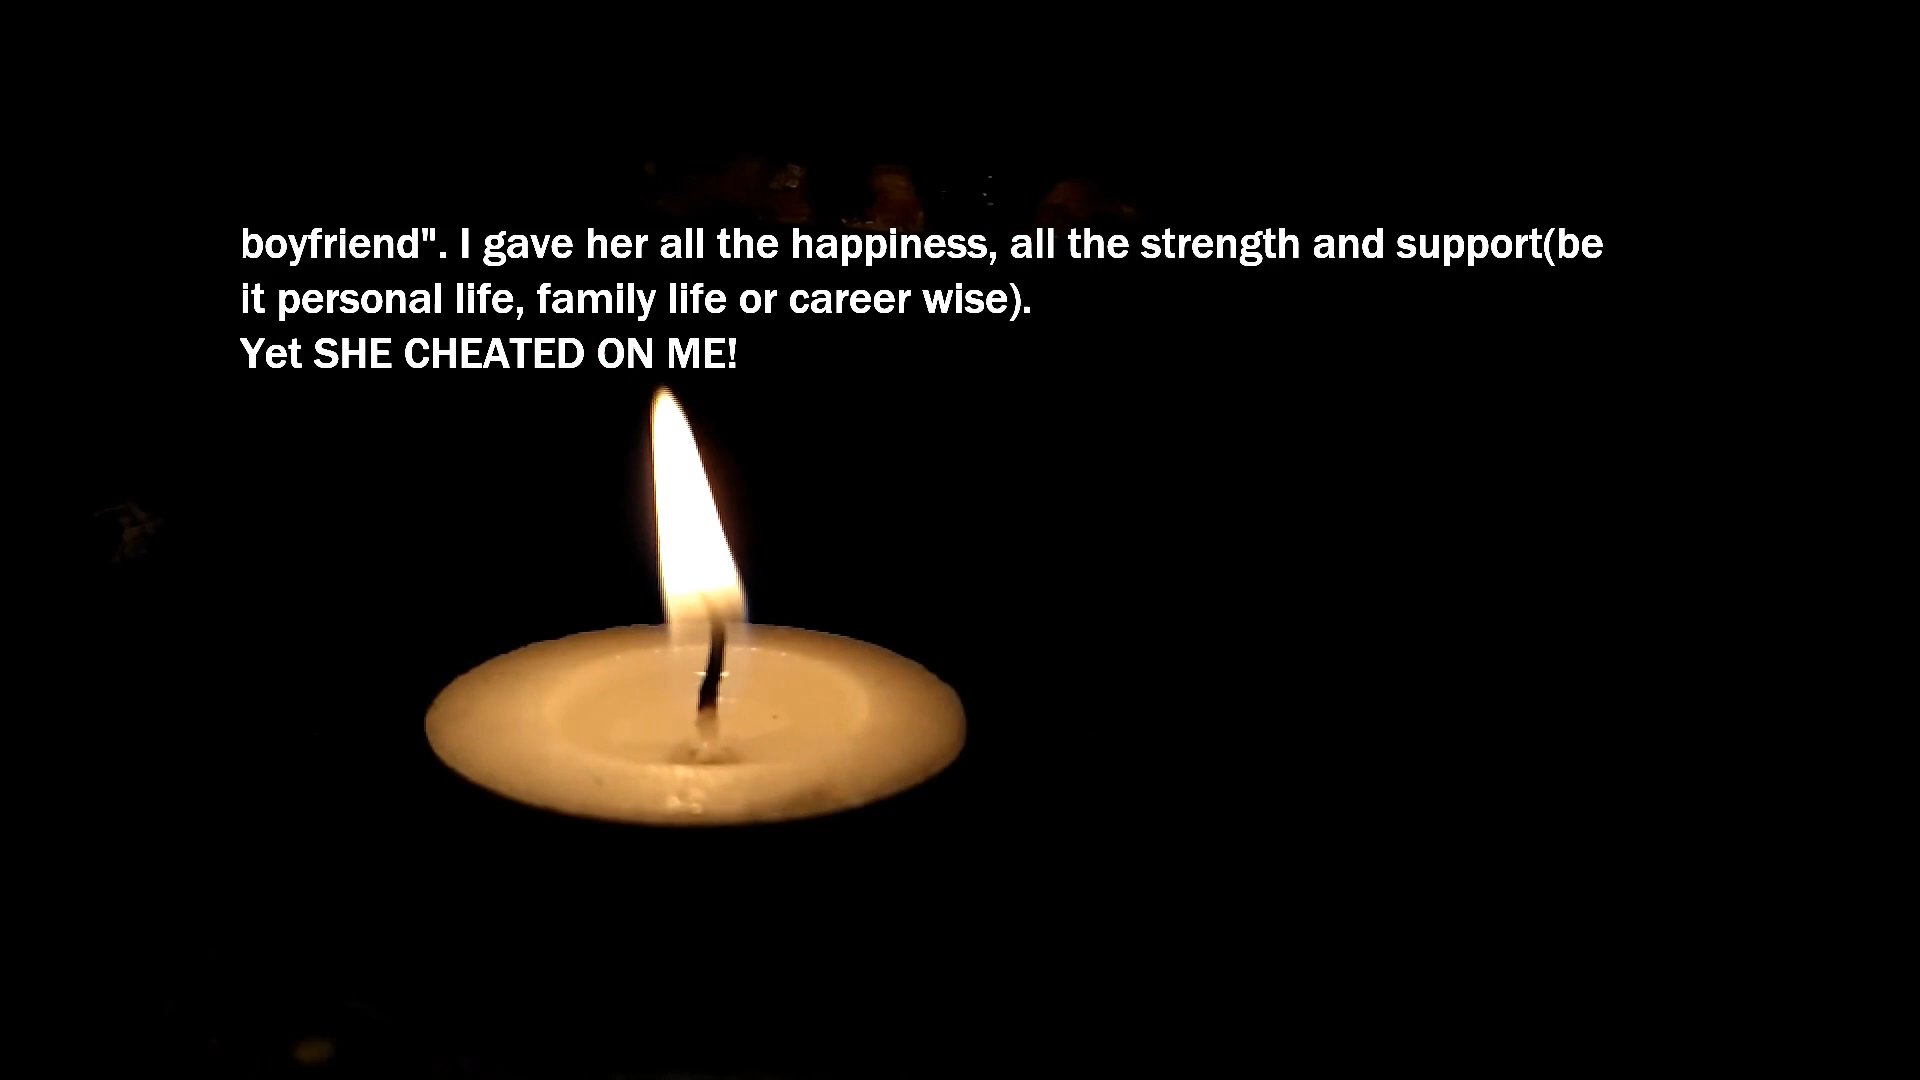 boyfriend". I gave her all the happiness, all the strength and support(be
it personal life, family life or career wise).
Yet SHE CHEATED ON ME!